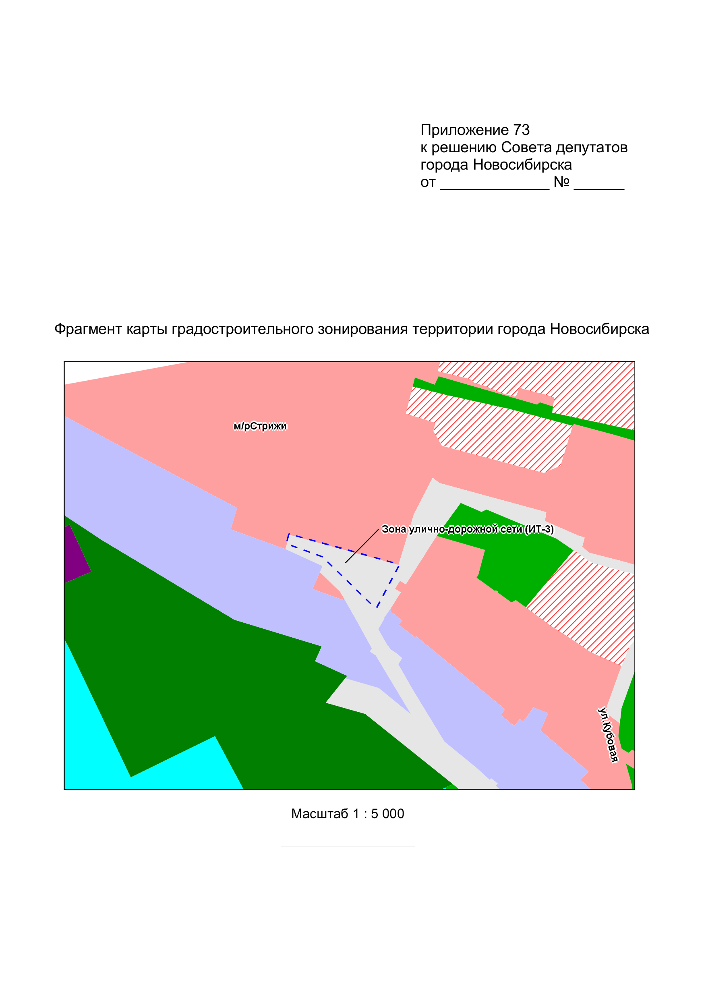 Приложение 73
к решению Совета депутатов
города Новосибирска
от _____________ № ______
Фрагмент карты градостроительного зонирования территории города Новосибирска
м/рСтрижи
Зона улично-дорожной сети (ИТ-3)
ул.Кубовая
Масштаб 1 : 5 000